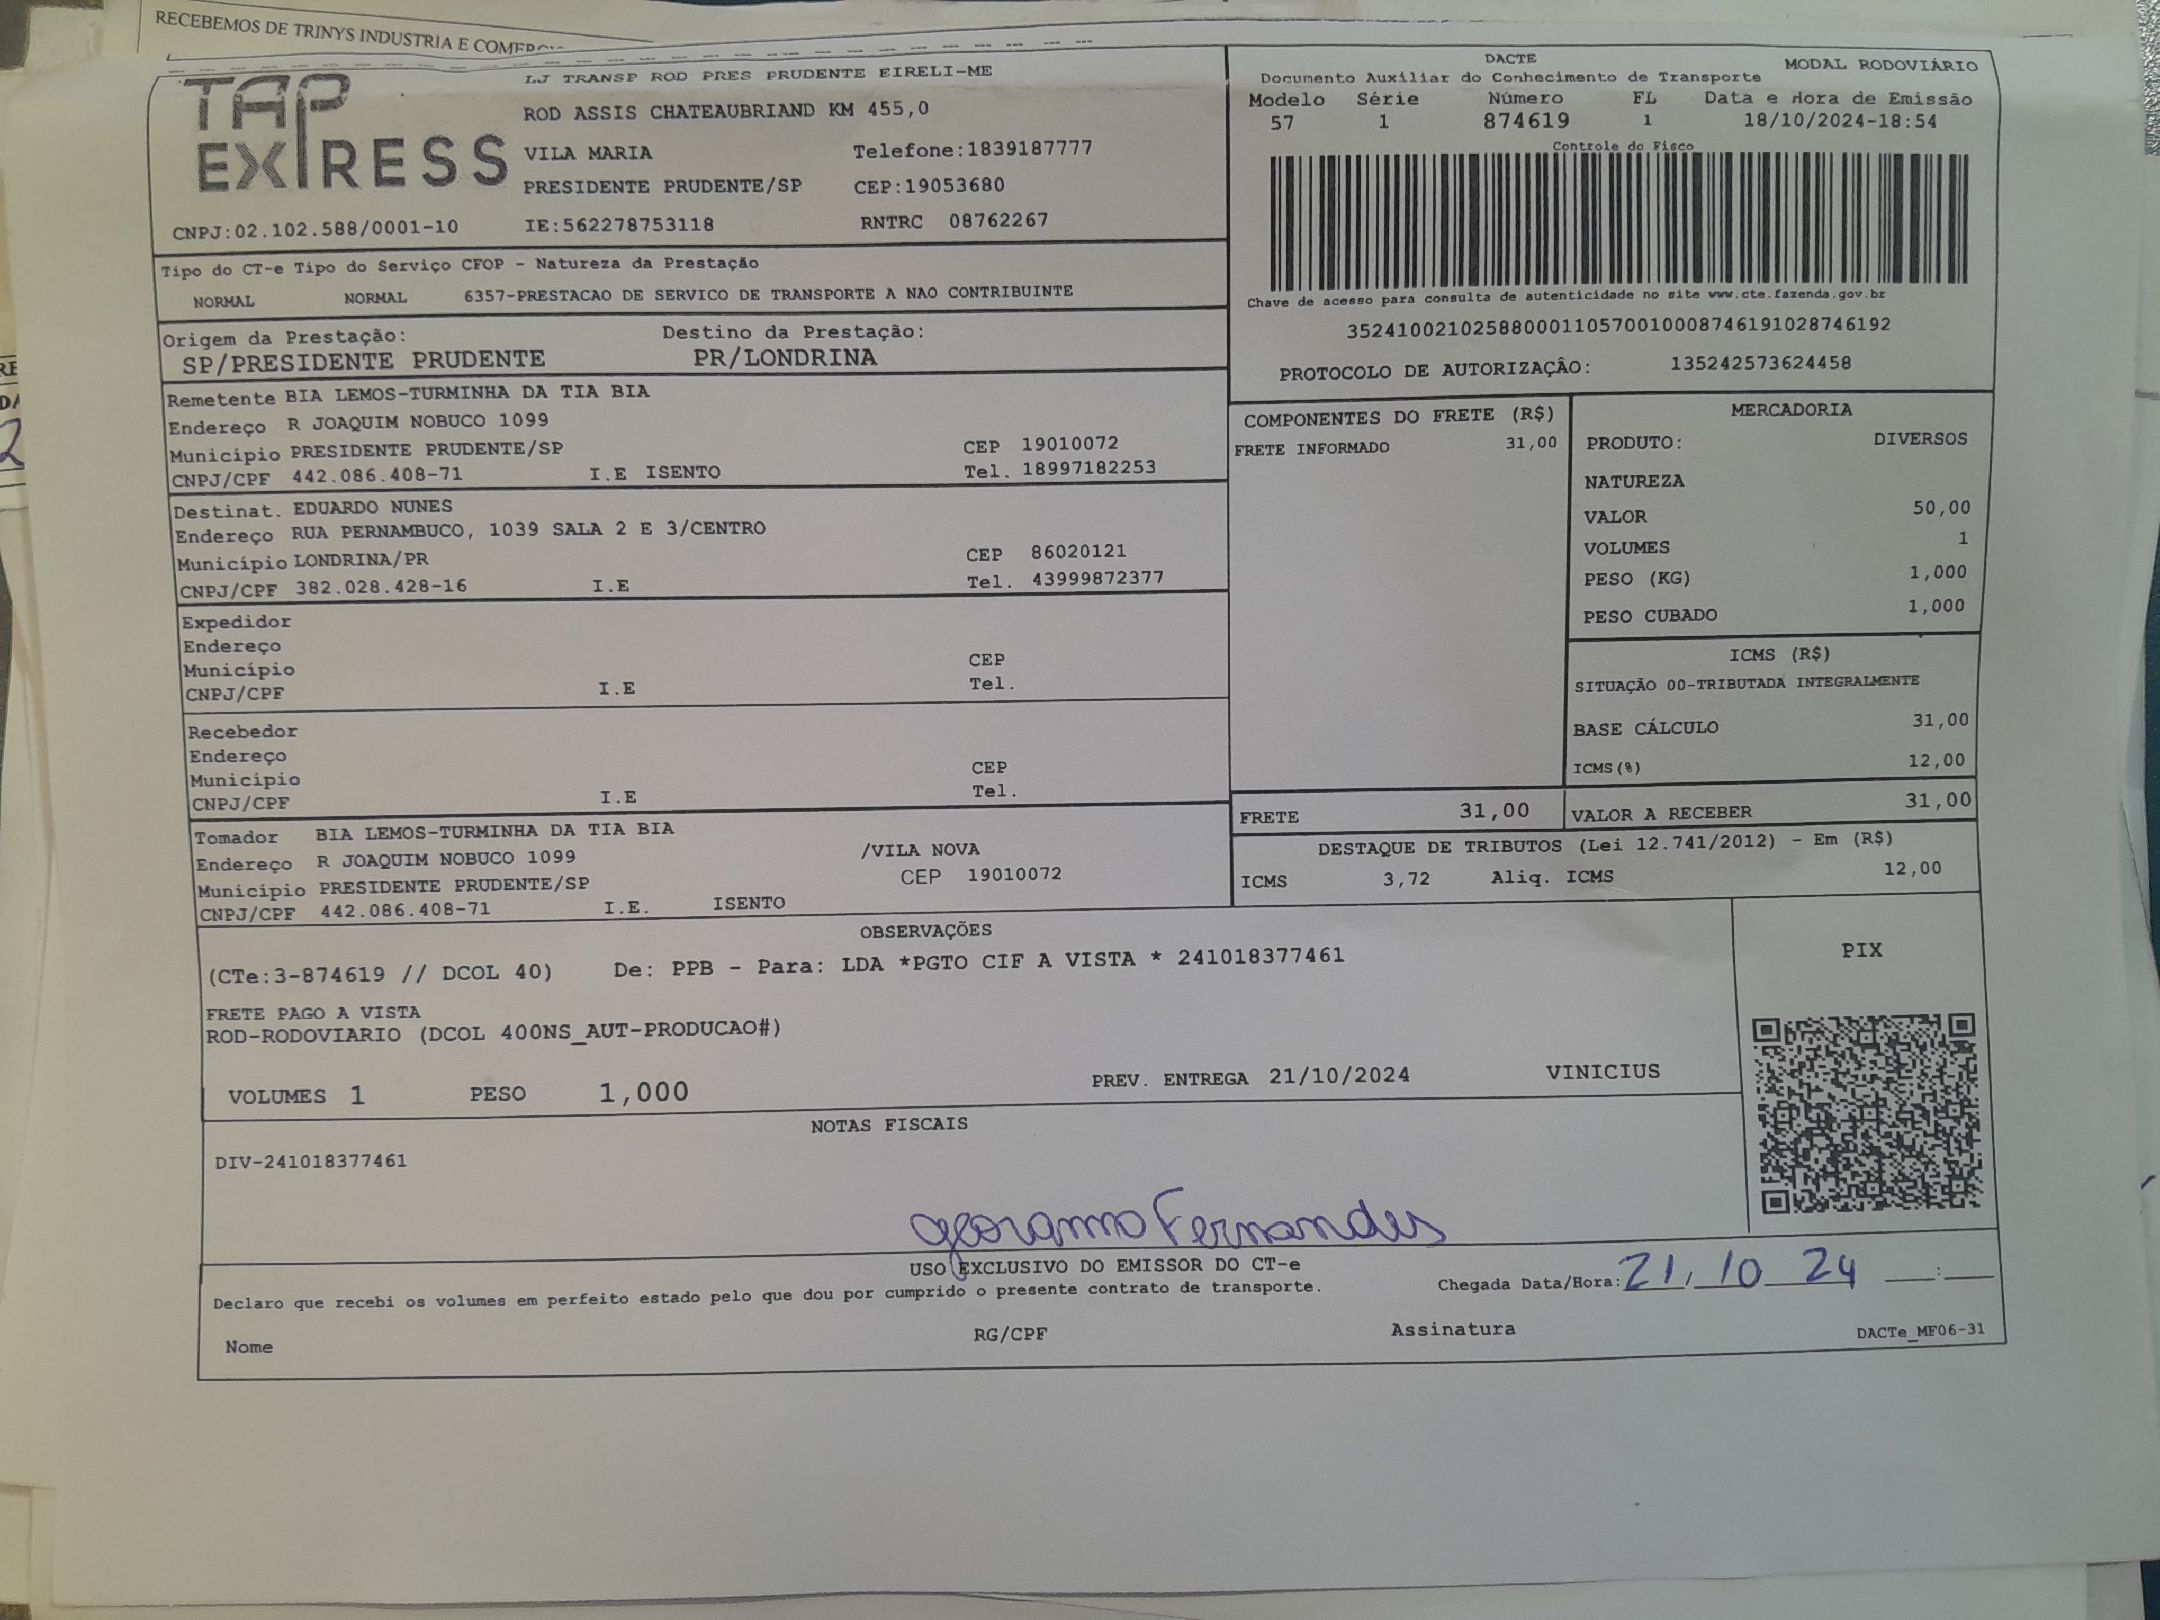 RECEBEMOS DE TRINYS INDUSTRIA E
TAP EXPRESS
LJ TRANSP ROD PRES PRUDENTE EIRELI-ME
ROD ASSIS CHATEAUBRIAND KM 455,0
VILA MARIA Telefone:1839187777
PRESIDENTE PRUDENTE/SP CEP:19053680
CNPJ:02.102.588/0001-10 IE:562278753118 RNTRC 08762267
DACTE MODAL RODOVIÁRIO
Documento Auxiliar do Conhecimento de Transporte
Modelo Série Número FL Data e Hora de Emissão
57 1 874619 1 18/10/2024-18:54
Controle do Fisco
Chave de acesso para consulta de autenticidade no site www.cte.fazenda.gov.br
35241002102588000110570010008746191028746192
PROTOCOLO DE AUTORIZAÇÂO: 135242573624458
Tipo do CT-e Tipo do Serviço CFOP - Natureza da Prestação
NORMAL NORMAL 6357-PRESTACAO DE SERVICO DE TRANSPORTE A NAO CONTRIBUINTE
Origem da Prestação: Destino da Prestação:
SP/PRESIDENTE PRUDENTE PR/LONDRINA
Remetente BIA LEMOS-TURMINHA DA TIA BIA
Endereço R JOAQUIM NOBUCO 1099
Município PRESIDENTE PRUDENTE/SP CEP 19010072
CNPJ/CPF 442.086.408-71 I.E ISENTO Tel. 18997182253
Destinat. EDUARDO NUNES
Endereço RUA PERNAMBUCO, 1039 SALA 2 E 3/CENTRO
Município LONDRINA/PR CEP 86020121
CNPJ/CPF 382.028.428-16 I.E Tel. 43999872377
Expedidor
Endereço
Município CEP
CNPJ/CPF I.E Tel.
Recebedor
Endereço
Município CEP
CNPJ/CPF I.E Tel.
Tomador BIA LEMOS-TURMINHA DA TIA BIA
Endereço R JOAQUIM NOBUCO 1099 /VILA NOVA
Município PRESIDENTE PRUDENTE/SP CEP 19010072
CNPJ/CPF 442.086.408-71 I.E. ISENTO
COMPONENTES DO FRETE (R$)
FRETE INFORMADO 31,00
MERCADORIA
PRODUTO: DIVERSOS
NATUREZA
VALOR 50,00
VOLUMES 1
PESO (KG) 1,000
PESO CUBADO 1,000
ICMS (R$)
SITUAÇÃO 00-TRIBUTADA INTEGRALMENTE
BASE CÁLCULO 31,00
ICMS(%) 12,00
FRETE 31,00 VALOR A RECEBER 31,00
DESTAQUE DE TRIBUTOS (Lei 12.741/2012) - Em (R$)
ICMS 3,72 Aliq. ICMS 12,00
OBSERVAÇÕES
(CTe:3-874619 // DCOL 40) De: PPB - Para: LDA *PGTO CIF A VISTA * 241018377461
FRETE PAGO A VISTA
ROD-RODOVIARIO (DCOL 400NS_AUT-PRODUCAO#)
VOLUMES 1 PESO 1,000 PREV. ENTREGA 21/10/2024 VINICIUS
PIX
NOTAS FISCAIS
DIV-241018377461
Fernandes
USO EXCLUSIVO DO EMISSOR DO CT-e
Declaro que recebi os volumes em perfeito estado pelo que dou por cumprido o presente contrato de transporte. Chegada Data/Hora: 21, 10 24 __:__
Nome RG/CPF Assinatura DACTe_MF06-31